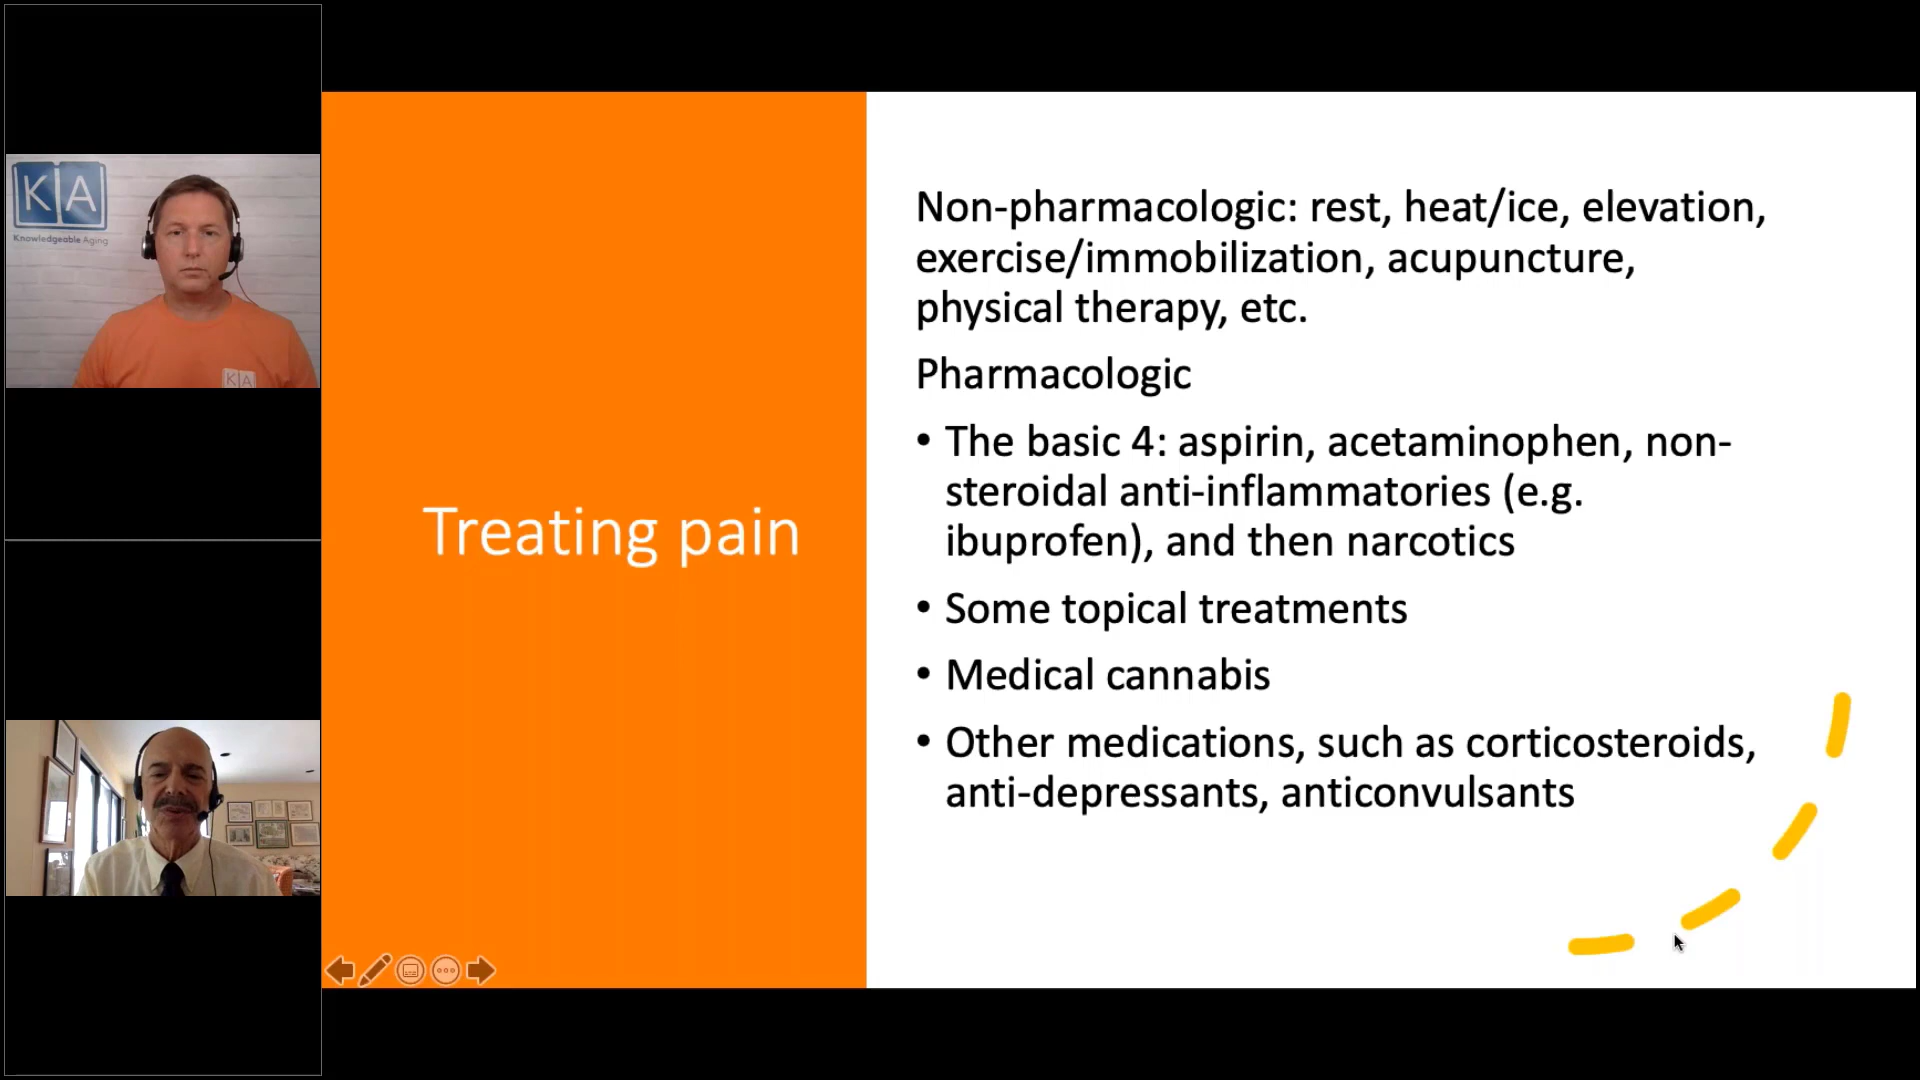 K A
Knowledgeable Aging
K A
Treating pain
Non-pharmacologic: rest, heat/ice, elevation,
exercise/immobilization, acupuncture,
physical therapy, etc.
Pharmacologic
• The basic 4: aspirin, acetaminophen, non-
steroidal anti-inflammatories (e.g.
ibuprofen), and then narcotics
• Some topical treatments
• Medical cannabis
• Other medications, such as corticosteroids,
anti-depressants, anticonvulsants